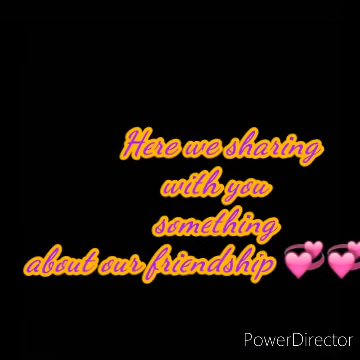 Here we sharing
with you
something
about our friendship 💞💞
PowerDirector